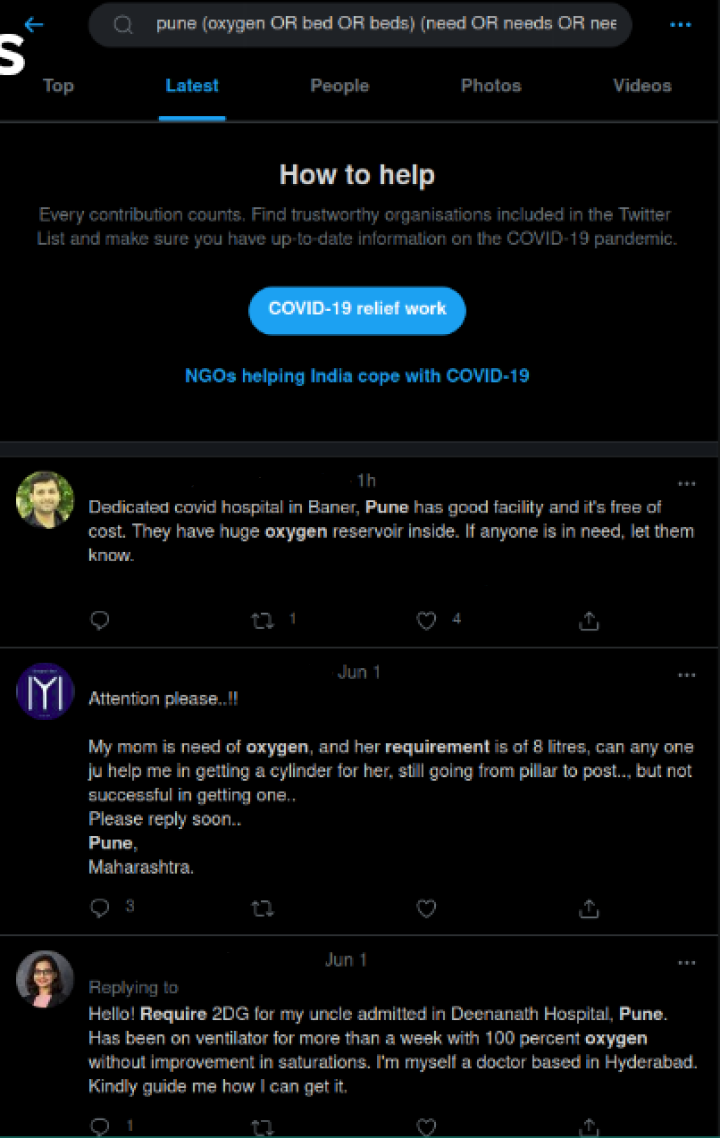 s
pune (oxygen OR bed OR beds) (need OR needs OR nee
Top Latest People Photos Videos
How to help
Every contribution counts. Find trustworthy organisations included in the Twitter
List and make sure you have up-to-date information on the COVID-19 pandemic.
COVID-19 relief work
NGOs helping India cope with COVID-19
1h
Dedicated covid hospital in Baner, Pune has good facility and it's free of
cost. They have huge oxygen reservoir inside. If anyone is in need, let them
know.
1 4
Jun 1
Attention please..!!
My mom is need of oxygen, and her requirement is of 8 litres, can any one
ju help me in getting a cylinder for her, still going from pillar to post.., but not
successful in getting one..
Please reply soon..
Pune,
Maharashtra.
3
Jun 1
Replying to
Hello! Require 2DG for my uncle admitted in Deenanath Hospital, Pune.
Has been on ventilator for more than a week with 100 percent oxygen
without improvement in saturations. I'm myself a doctor based in Hyderabad.
Kindly guide me how I can get it.
1